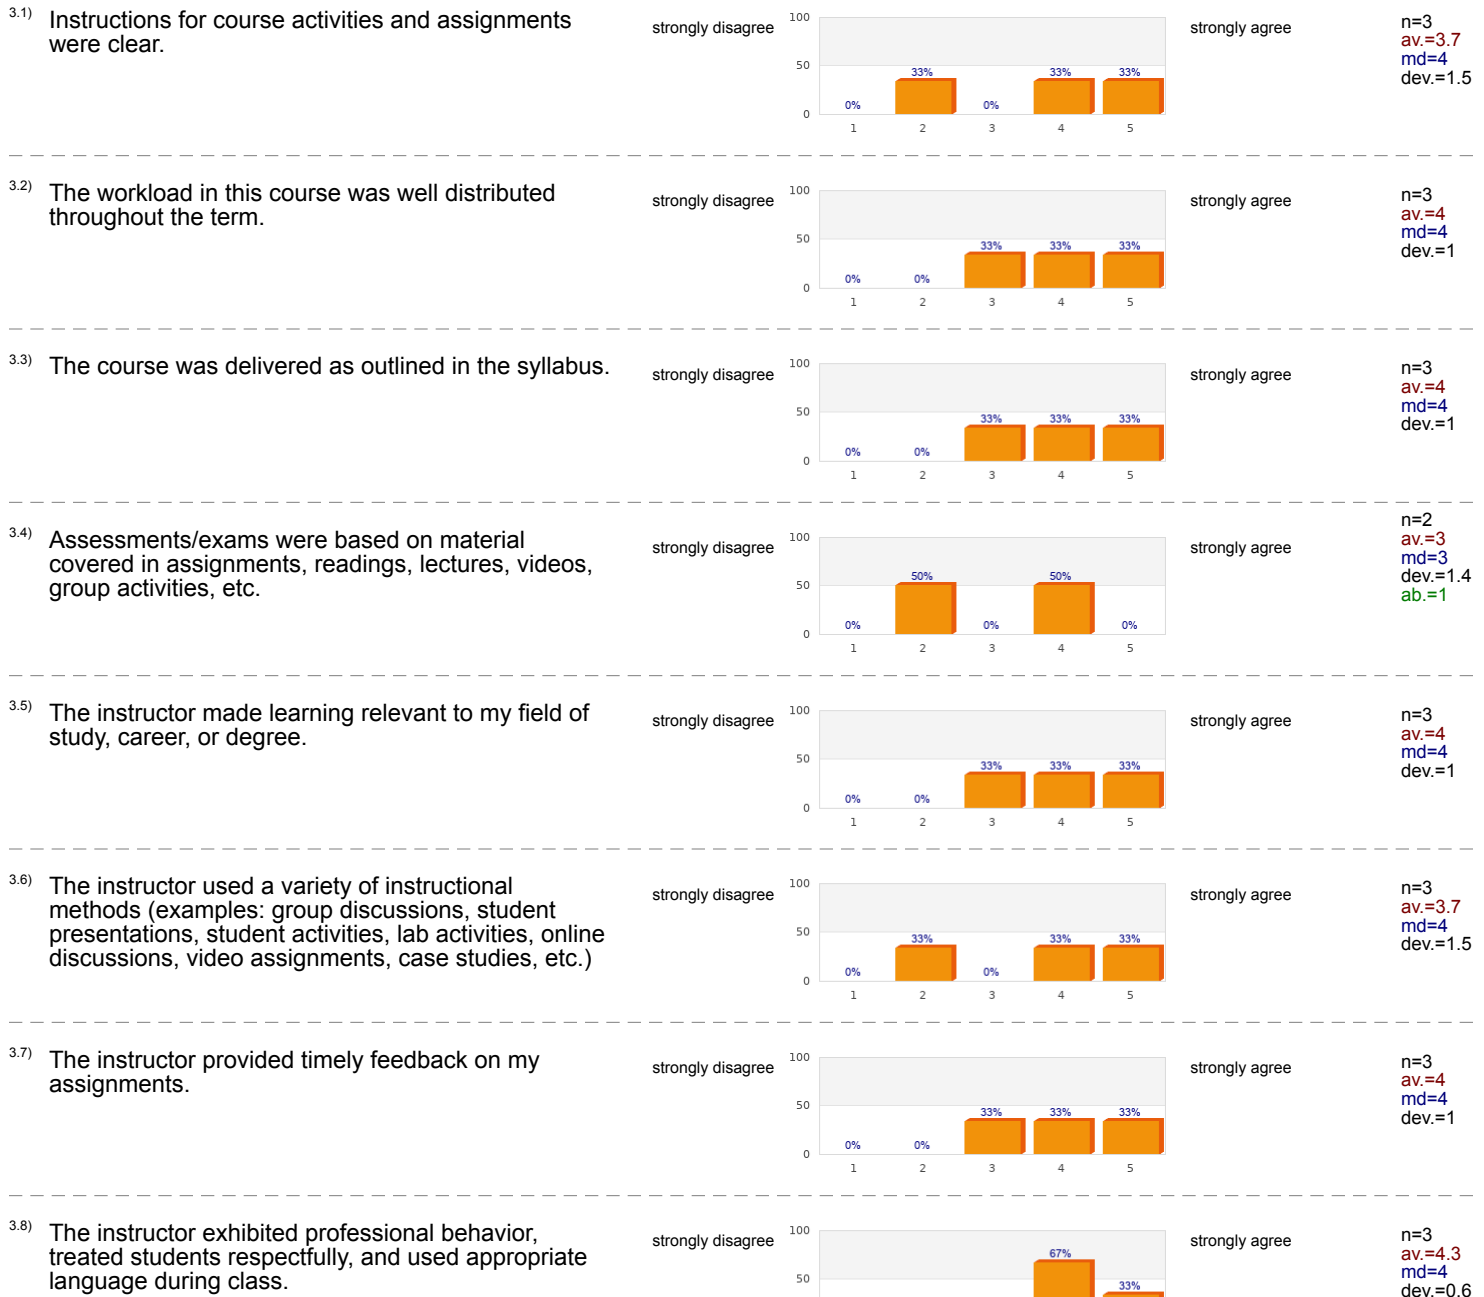 3.1) Instructions for course activities and assignments
were clear.
strongly disagree
100
50
0
0%
33%
0%
33%
33%
1 2 3 4 5
strongly agree
n=3
av.=3.7
md=4
dev.=1.5
3.2) The workload in this course was well distributed
throughout the term.
strongly disagree
100
50
0
0%
0%
33%
33%
33%
1 2 3 4 5
strongly agree
n=3
av.=4
md=4
dev.=1
3.3) The course was delivered as outlined in the syllabus.
strongly disagree
100
50
0
0%
0%
33%
33%
33%
1 2 3 4 5
strongly agree
n=3
av.=4
md=4
dev.=1
3.4) Assessments/exams were based on material
covered in assignments, readings, lectures, videos,
group activities, etc.
strongly disagree
100
50
0
0%
50%
0%
50%
0%
1 2 3 4 5
strongly agree
n=2
av.=3
md=3
dev.=1.4
ab.=1
3.5) The instructor made learning relevant to my field of
study, career, or degree.
strongly disagree
100
50
0
0%
0%
33%
33%
33%
1 2 3 4 5
strongly agree
n=3
av.=4
md=4
dev.=1
3.6) The instructor used a variety of instructional
methods (examples: group discussions, student
presentations, student activities, lab activities, online
discussions, video assignments, case studies, etc.)
strongly disagree
100
50
0
0%
33%
0%
33%
33%
1 2 3 4 5
strongly agree
n=3
av.=3.7
md=4
dev.=1.5
3.7) The instructor provided timely feedback on my
assignments.
strongly disagree
100
50
0
0%
0%
33%
33%
33%
1 2 3 4 5
strongly agree
n=3
av.=4
md=4
dev.=1
3.8) The instructor exhibited professional behavior,
treated students respectfully, and used appropriate
language during class.
strongly disagree
100
50
67%
33%
strongly agree
n=3
av.=4.3
md=4
dev.=0.6